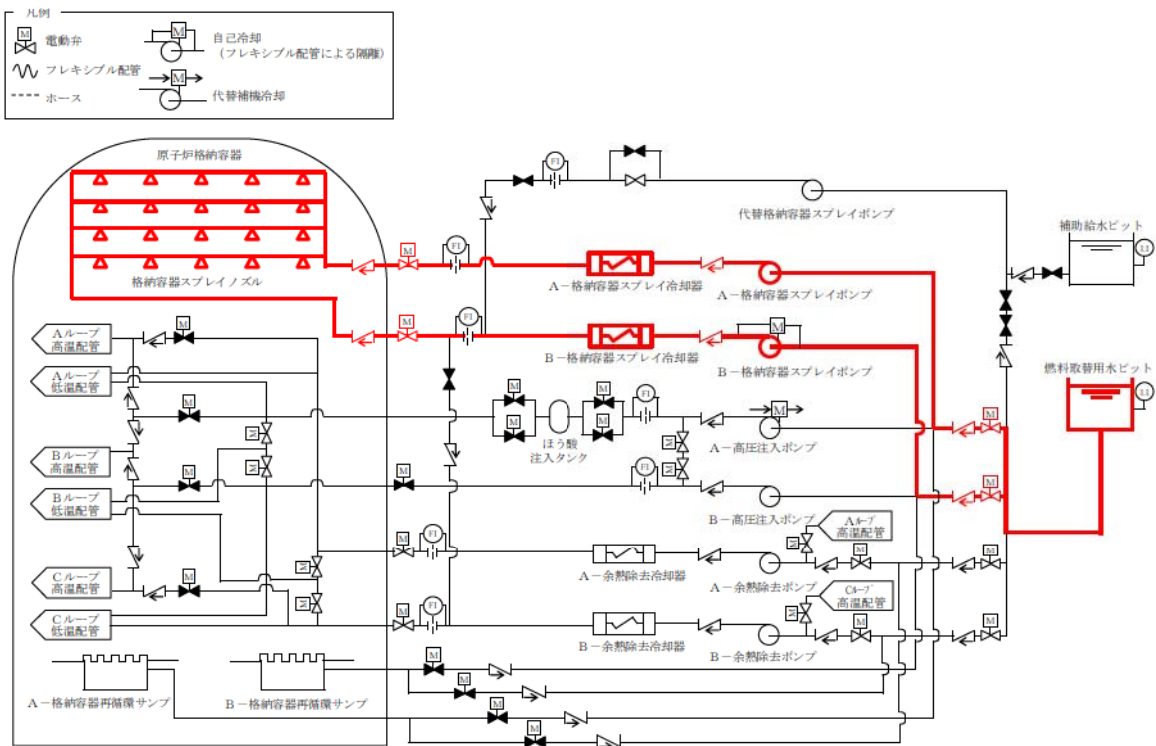 凡例
M
電動弁
フレキシブル配管
ホース
M
自己冷却
(フレキシブル配管による隔離)
M
代替補機冷却
原子炉格納容器
格納容器スプレイノズル
FI
代替格納容器スプレイポンプ
補助給水ピット
LI
M
FI
A-格納容器スプレイ冷却器
A-格納容器スプレイポンプ
M
FI
M
B-格納容器スプレイ冷却器
B-格納容器スプレイポンプ
燃料取替用水ピット
LI
Aループ
高温配管
M
Aループ
低温配管
M
M
M
M
M
FI
M
ほう酸
注入タンク
M
A-高圧注入ポンプ
M
M
Bループ
高温配管
M
M
M
M
M
FI
B-高圧注入ポンプ
M
Bループ
低温配管
Aループ
高温配管
M
M
M
FI
M
A-余熱除去冷却器
A-余熱除去ポンプ
M
Cループ
高温配管
M
M
Cループ
高温配管
M
M
M
FI
B-余熱除去冷却器
B-余熱除去ポンプ
Cループ
低温配管
M
M
M
M
A-格納容器再循環サンプ
B-格納容器再循環サンプ